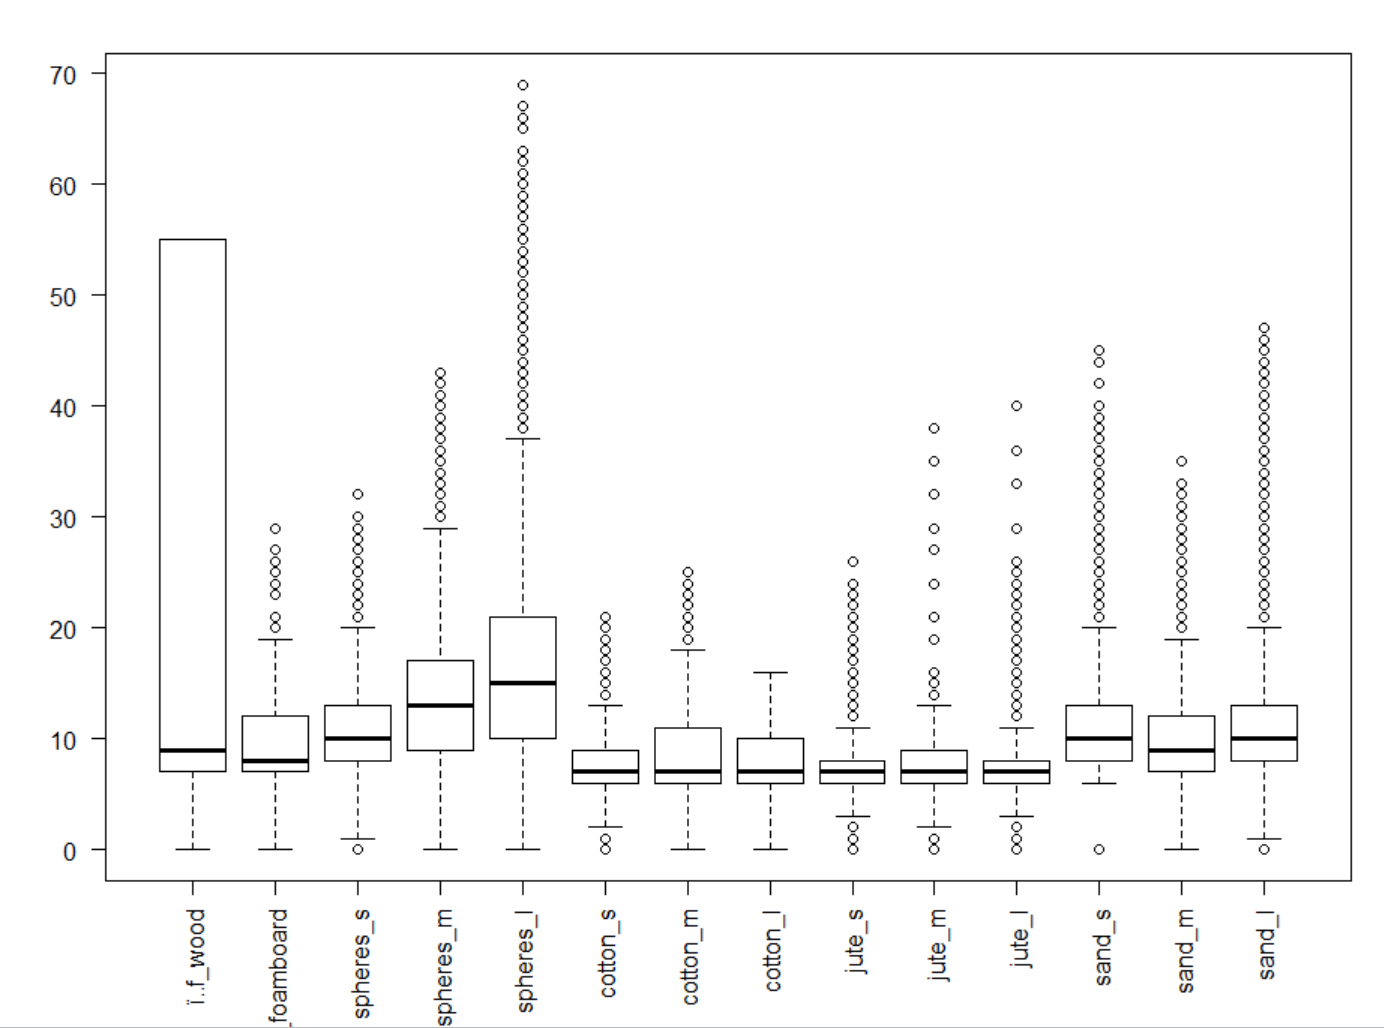 70
60
50
40
30
20
10
0
ï..f_wood
_foamboard
spheres_s
spheres_m
spheres_l
cotton_s
cotton_m
cotton_l
jute_s
jute_m
jute_l
sand_s
sand_m
sand_l